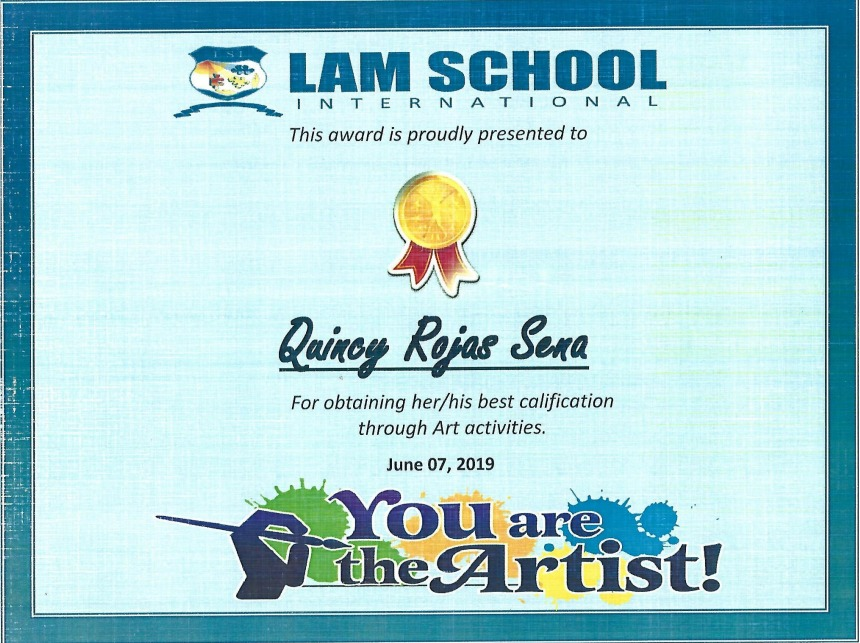 L S I
LAM SCHOOL
INTERNATIONAL
This award is proudly presented to
Quincy Rojas Sena
For obtaining her/his best calification
through Art activities.
June 07, 2019
You are
the Artist!